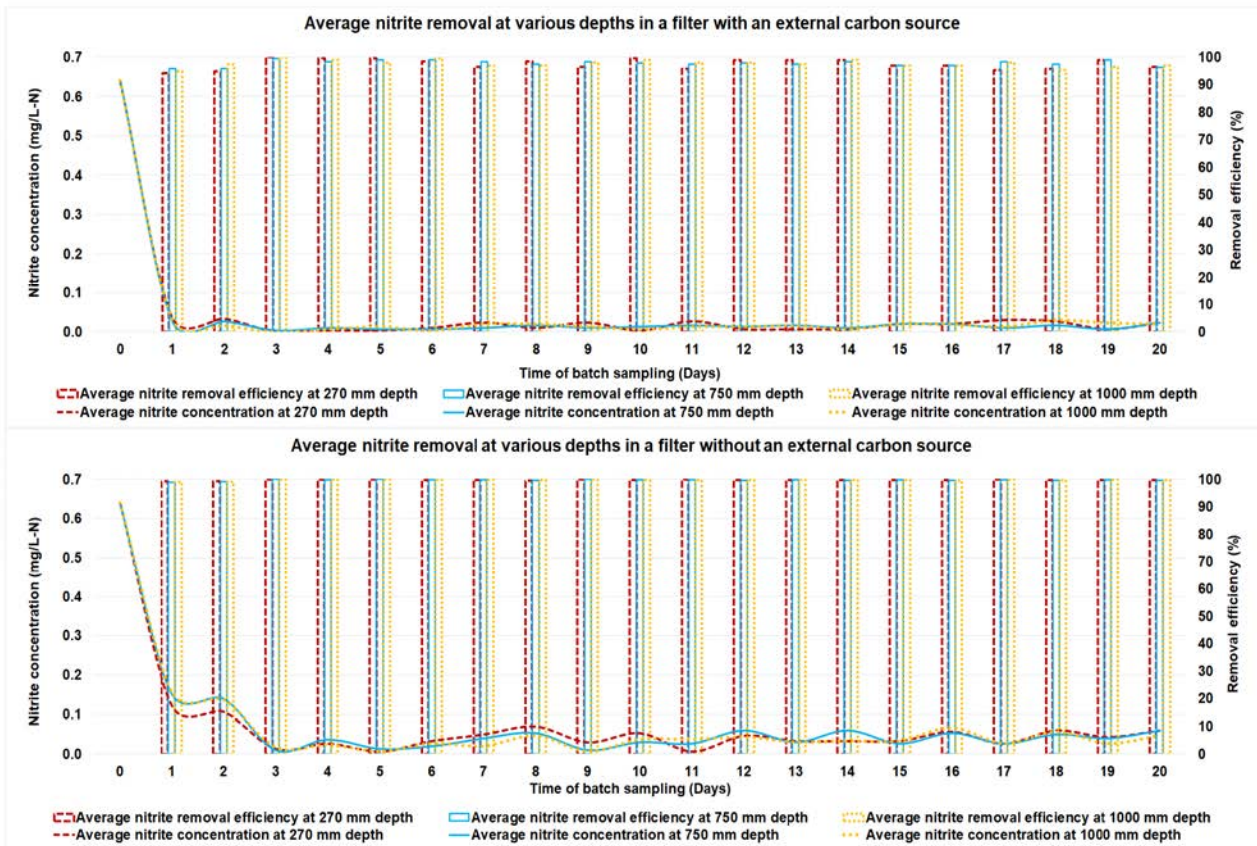 Average nitrite removal at various depths in a filter with an external carbon source
Nitrite concentration (mg/L-N)
0.7
0.6
0.5
0.4
0.3
0.2
0.1
0.0
100
90
80
70
60
50
40
30
20
10
0
Removal efficiency (%)
0 1 2 3 4 5 6 7 8 9 10 11 12 13 14 15 16 17 18 19 20
Time of batch sampling (Days)
Average nitrite removal efficiency at 270 mm depth Average nitrite removal efficiency at 750 mm depth Average nitrite removal efficiency at 1000 mm depth
Average nitrite concentration at 270 mm depth Average nitrite concentration at 750 mm depth Average nitrite concentration at 1000 mm depth
Average nitrite removal at various depths in a filter without an external carbon source
Nitrite concentration (mg/L-N)
0.7
0.6
0.5
0.4
0.3
0.2
0.1
0.0
100
90
80
70
60
50
40
30
20
10
0
Removal efficiency (%)
0 1 2 3 4 5 6 7 8 9 10 11 12 13 14 15 16 17 18 19 20
Time of batch sampling (Days)
Average nitrite removal efficiency at 270 mm depth Average nitrite removal efficiency at 750 mm depth Average nitrite removal efficiency at 1000 mm depth
Average nitrite concentration at 270 mm depth Average nitrite concentration at 750 mm depth Average nitrite concentration at 1000 mm depth